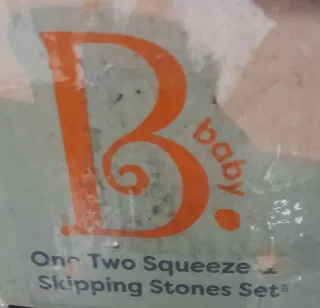 B.
baby
One Two Squeeze &
Skipping Stones Set